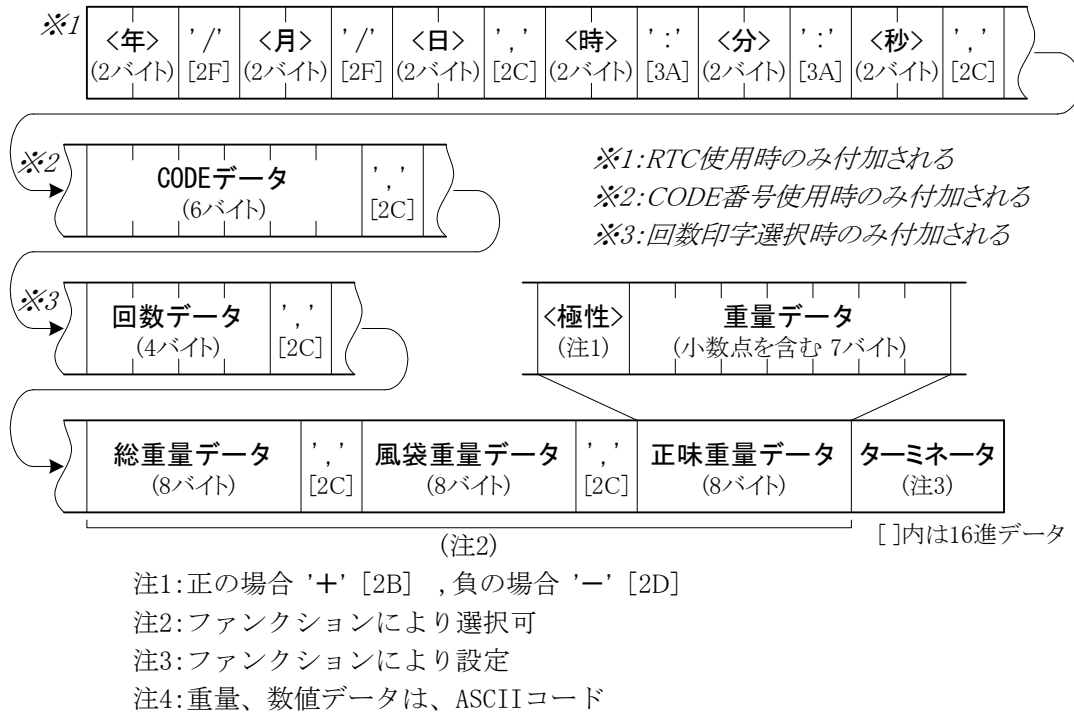 ※1 <年> '/' <月> '/' <日> ',' <時> ':' <分> ':' <秒> ','
(2バイト) [2F] (2バイト) [2F] (2バイト) [2C] (2バイト) [3A] (2バイト) [3A] (2バイト) [2C]
※2 CODEデータ ','
(6バイト) [2C]
※1:RTC使用時のみ付加される
※2:CODE番号使用時のみ付加される
※3:回数印字選択時のみ付加される
※3 回数データ ','
(4バイト) [2C]
<極性> 重量データ
(注1) (小数点を含む 7バイト)
総重量データ ',' 風袋重量データ ',' 正味重量データ ターミネータ
(8バイト) [2C] (8バイト) [2C] (8バイト) (注3)
(注2)
[ ]内は16進データ
注1:正の場合 '+' [2B] ,負の場合 '−' [2D]
注2:ファンクションにより選択可
注3:ファンクションにより設定
注4:重量、数値データは、ASCIIコード